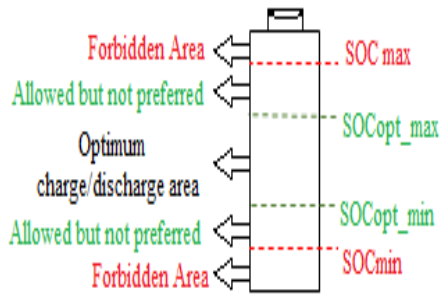 Forbidden Area
SOC max
Allowed but not preferred
SOCopt_max
Optimum
charge/discharge area
SOCopt_min
Allowed but not preferred
SOCmin
Forbidden Area